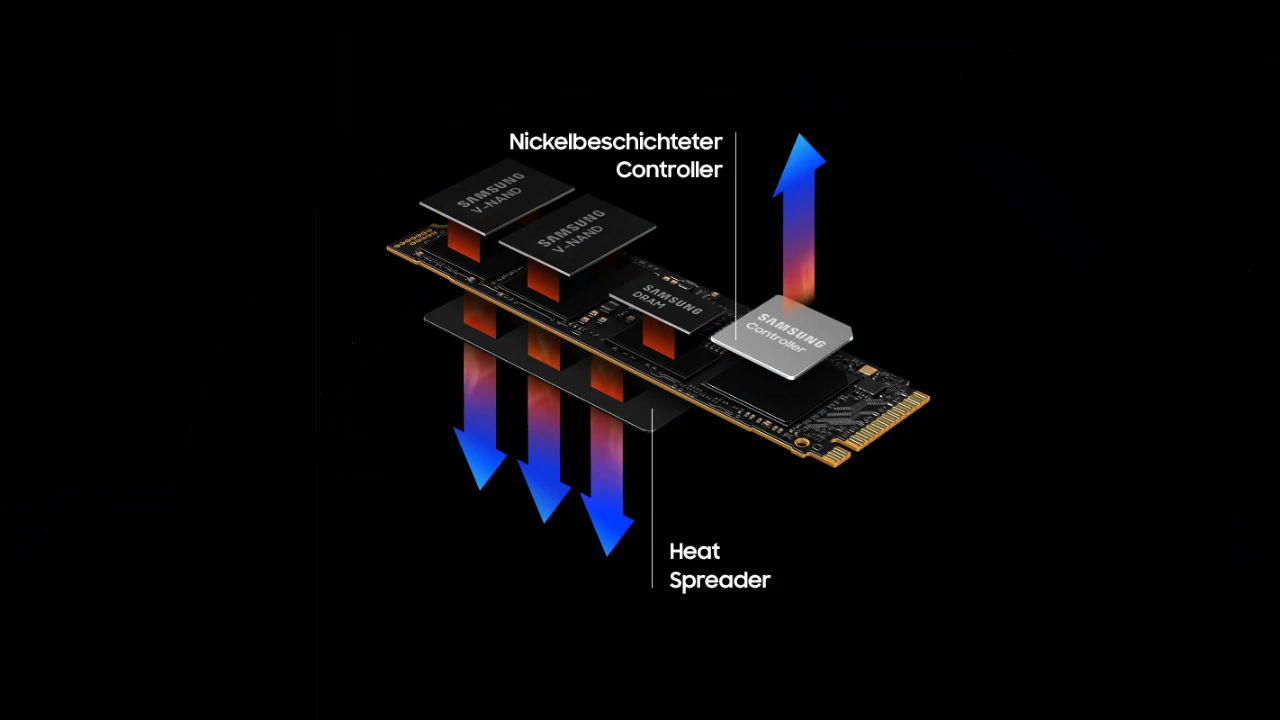 Nickelbeschichteter
Controller
SAMSUNG
V-NAND
SAMSUNG
V-NAND
SAMSUNG
DRAM
SAMSUNG
Controller
Heat
Spreader